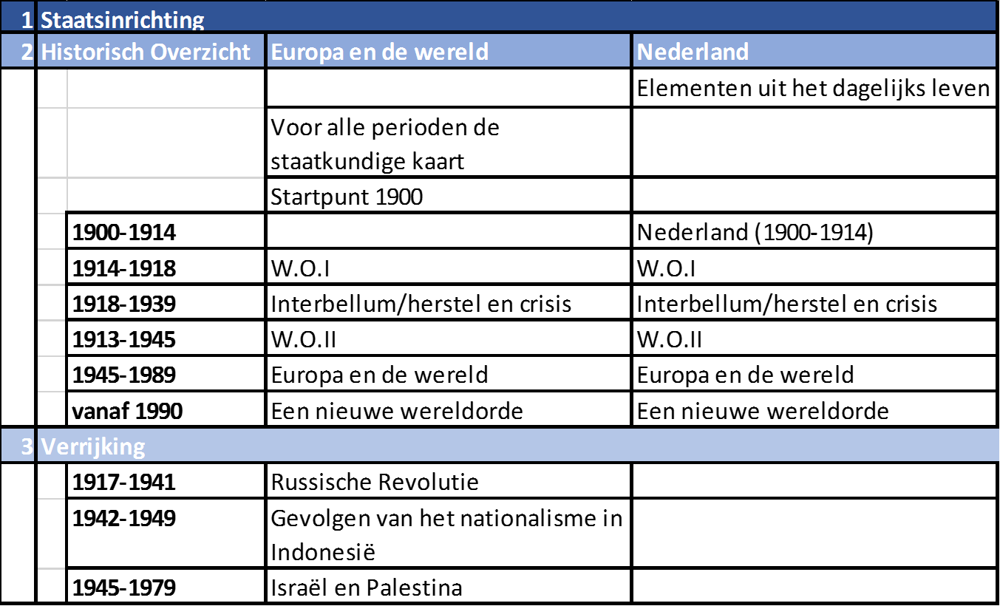 1 Staatsinrichting
2 Historisch Overzicht Europa en de wereld Nederland
Elementen uit het dagelijks leven
Voor alle perioden de
staatkundige kaart
Startpunt 1900
1900-1914 Nederland (1900-1914)
1914-1918 W.O.I W.O.I
1918-1939 Interbellum/herstel en crisis Interbellum/herstel en crisis
1913-1945 W.O.II W.O.II
1945-1989 Europa en de wereld Europa en de wereld
vanaf 1990 Een nieuwe wereldorde Een nieuwe wereldorde
3 Verrijking
1917-1941 Russische Revolutie
1942-1949 Gevolgen van het nationalisme in
Indonesië
1945-1979 Israël en Palestina